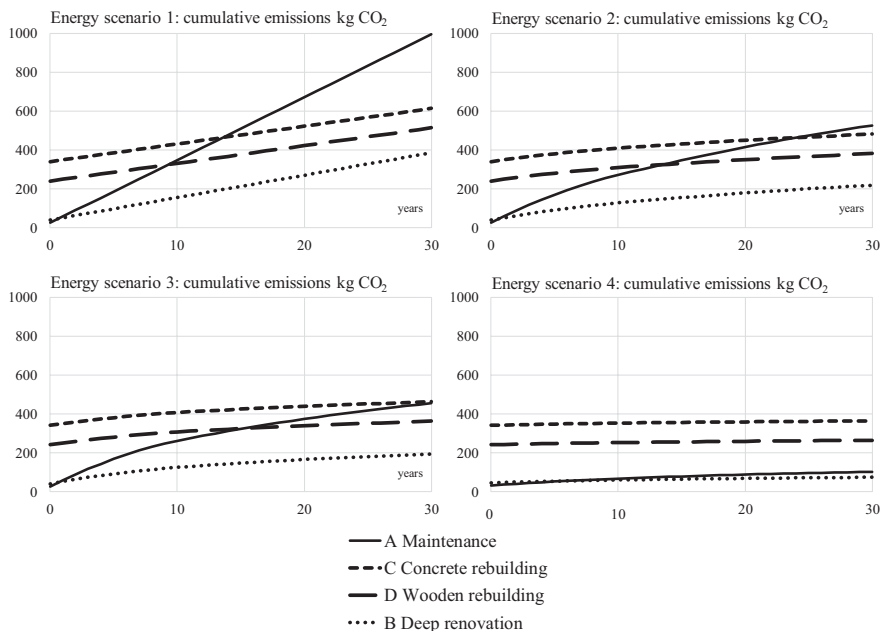 Energy scenario 1: cumulative emissions kg CO2
1000
800
600
400
200
0
years
0 10 20 30
Energy scenario 2: cumulative emissions kg CO2
1000
800
600
400
200
0
years
0 10 20 30
Energy scenario 3: cumulative emissions kg CO2
1000
800
600
400
200
0
years
0 10 20 30
Energy scenario 4: cumulative emissions kg CO2
1000
800
600
400
200
0
0 10 20 30
A Maintenance
C Concrete rebuilding
D Wooden rebuilding
B Deep renovation